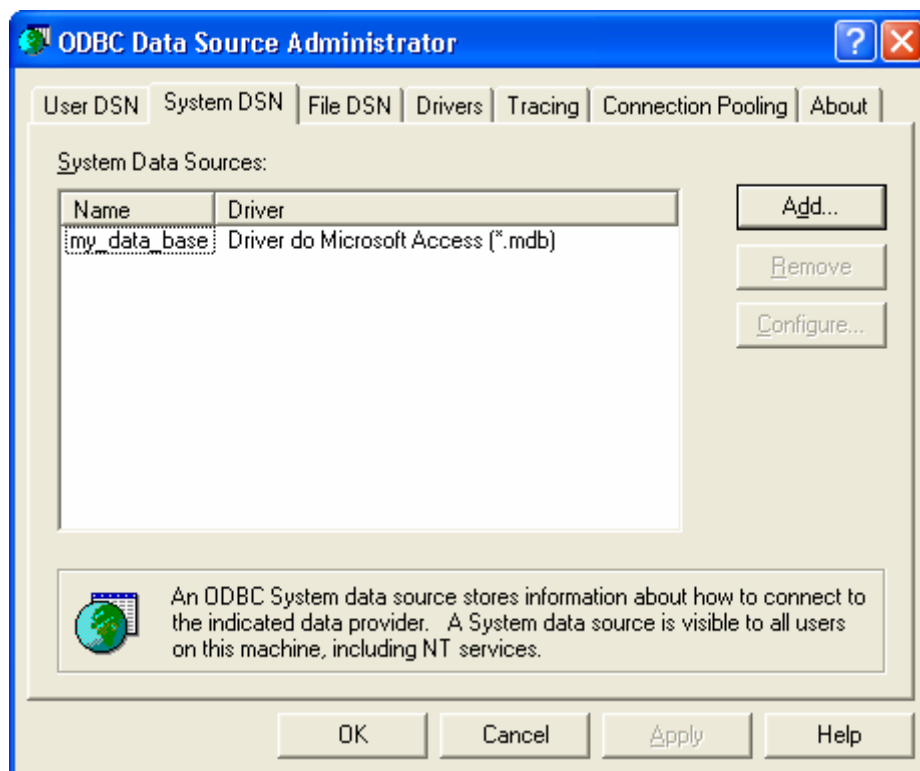 ODBC Data Source Administrator
User DSN System DSN File DSN Drivers Tracing Connection Pooling About
System Data Sources:
Name Driver
my_data_base Driver do Microsoft Access (*.mdb)
Add...
Remove
Configure...
An ODBC System data source stores information about how to connect to
the indicated data provider. A System data source is visible to all users
on this machine, including NT services.
OK Cancel Apply Help